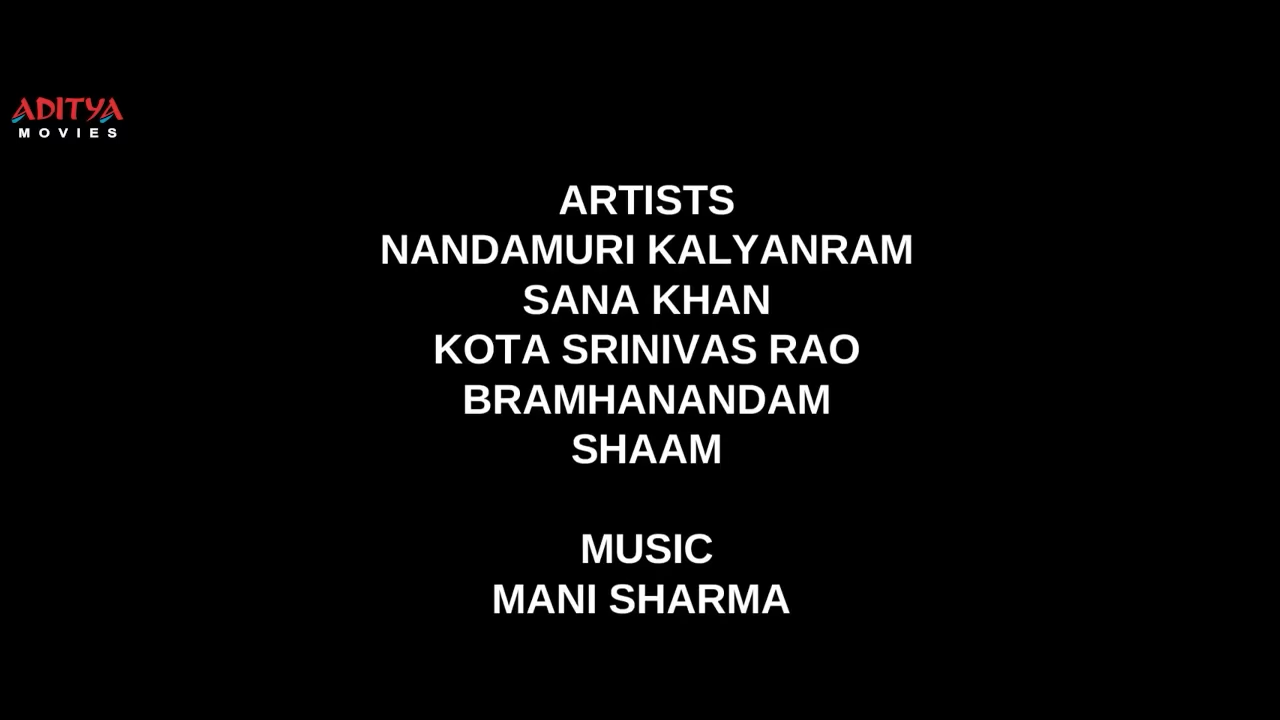 ADITYA
MOVIES
ARTISTS
NANDAMURI KALYANRAM
SANA KHAN
KOTA SRINIVAS RAO
BRAMHANANDAM
SHAAM
MUSIC
MANI SHARMA